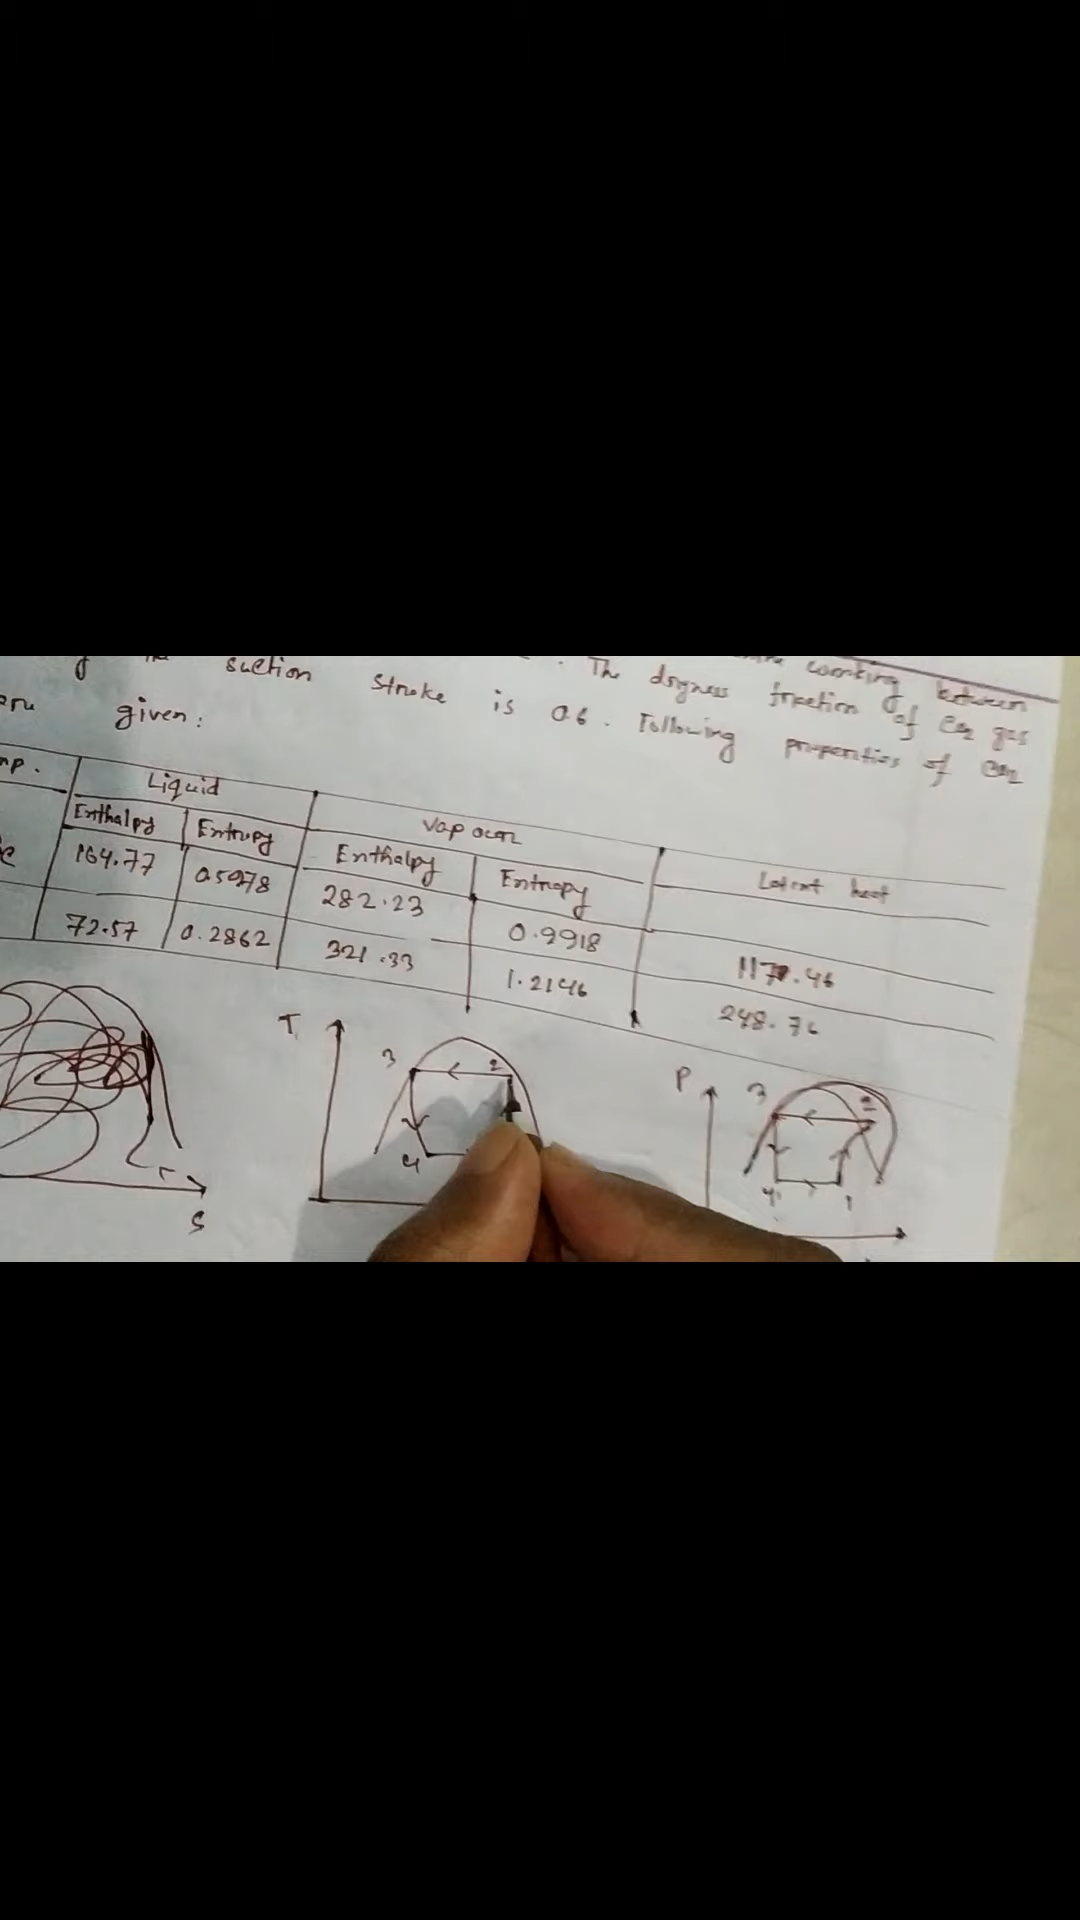 working between
suction stroke is 0.6. The dryness fraction of CO2 gas
given: Following properties of CO2
Liquid Vapour Latent heat
Enthalpy Entropy Enthalpy Entropy
164.77 0.5978 282.23 0.9918 117.46
72.57 0.2862 321.33 1.2146 248.76
T 3 2 4
S
P 3 2 4 1